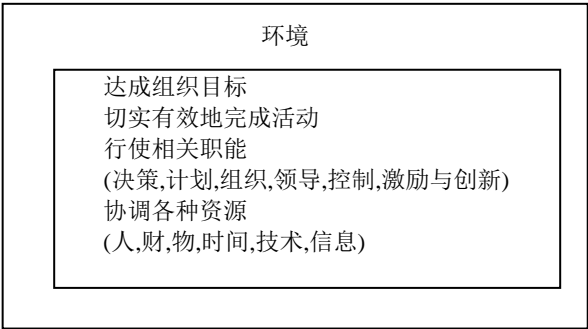 环境
达成组织目标
切实有效地完成活动
行使相关职能
(决策,计划,组织,领导,控制,激励与创新)
协调各种资源
(人,财,物,时间,技术,信息)